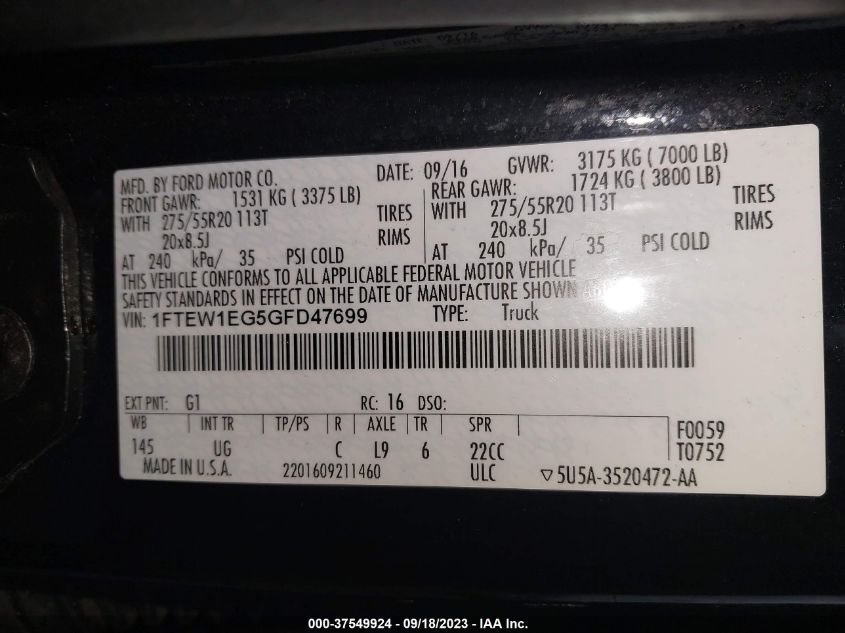 MFD. BY FORD MOTOR CO. DATE: 09/16 GVWR: 3175 KG ( 7000 LB)
FRONT GAWR: 1531 KG ( 3375 LB) REAR GAWR: 1724 KG ( 3800 LB)
WITH 275/55R20 113T TIRES WITH 275/55R20 113T TIRES
20x8.5J RIMS 20x8.5J RIMS
AT 240 kPa/ 35 PSI COLD AT 240 kPa/ 35 PSI COLD
THIS VEHICLE CONFORMS TO ALL APPLICABLE FEDERAL MOTOR VEHICLE
SAFETY STANDARDS IN EFFECT ON THE DATE OF MANUFACTURE SHOWN
VIN: 1FTEW1EG5GFD47699 TYPE: Truck
EXT PNT: G1 RC: 16 DSO:
WB INT TR TP/PS R AXLE TR SPR F0059
145 UG C L9 6 22CC T0752
MADE IN U.S.A. 2201609211460 ULC ▽5U5A-3520472-AA
000-37549924 - 09/18/2023 - IAA Inc.